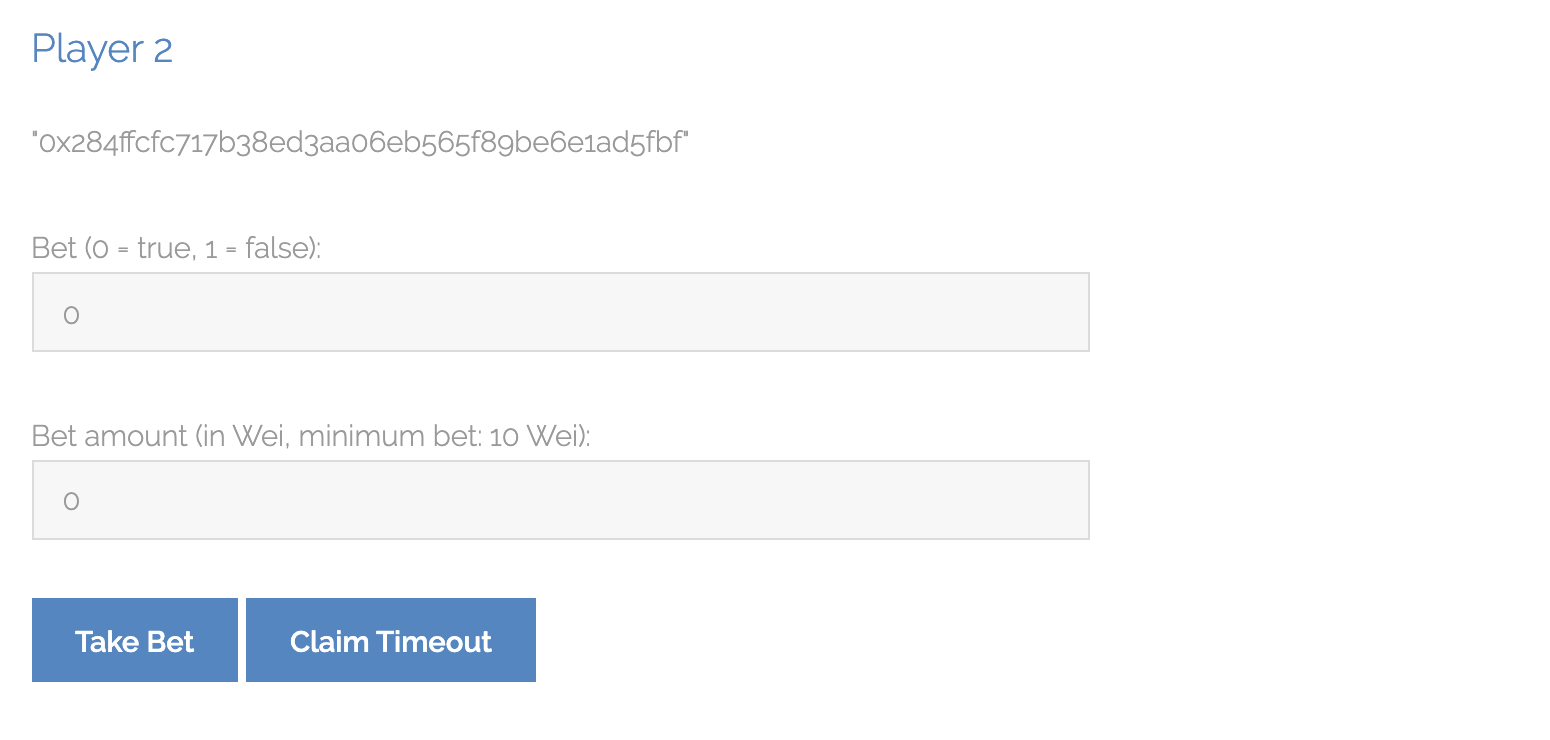 Player 2
"0x284ffcfc717b38ed3aa06eb565f89be6e1ad5fbf"
Bet (0 = true, 1 = false):
0
Bet amount (in Wei, minimum bet: 10 Wei):
0
Take Bet Claim Timeout